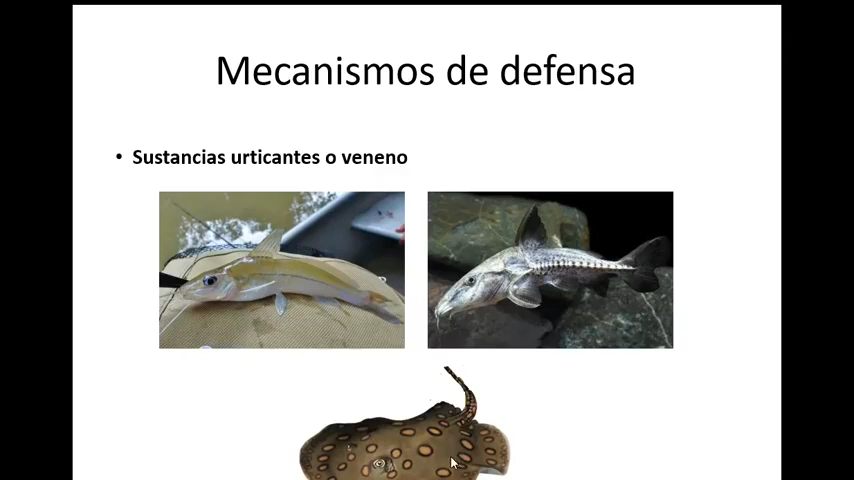 Mecanismos de defensa
• Sustancias urticantes o veneno